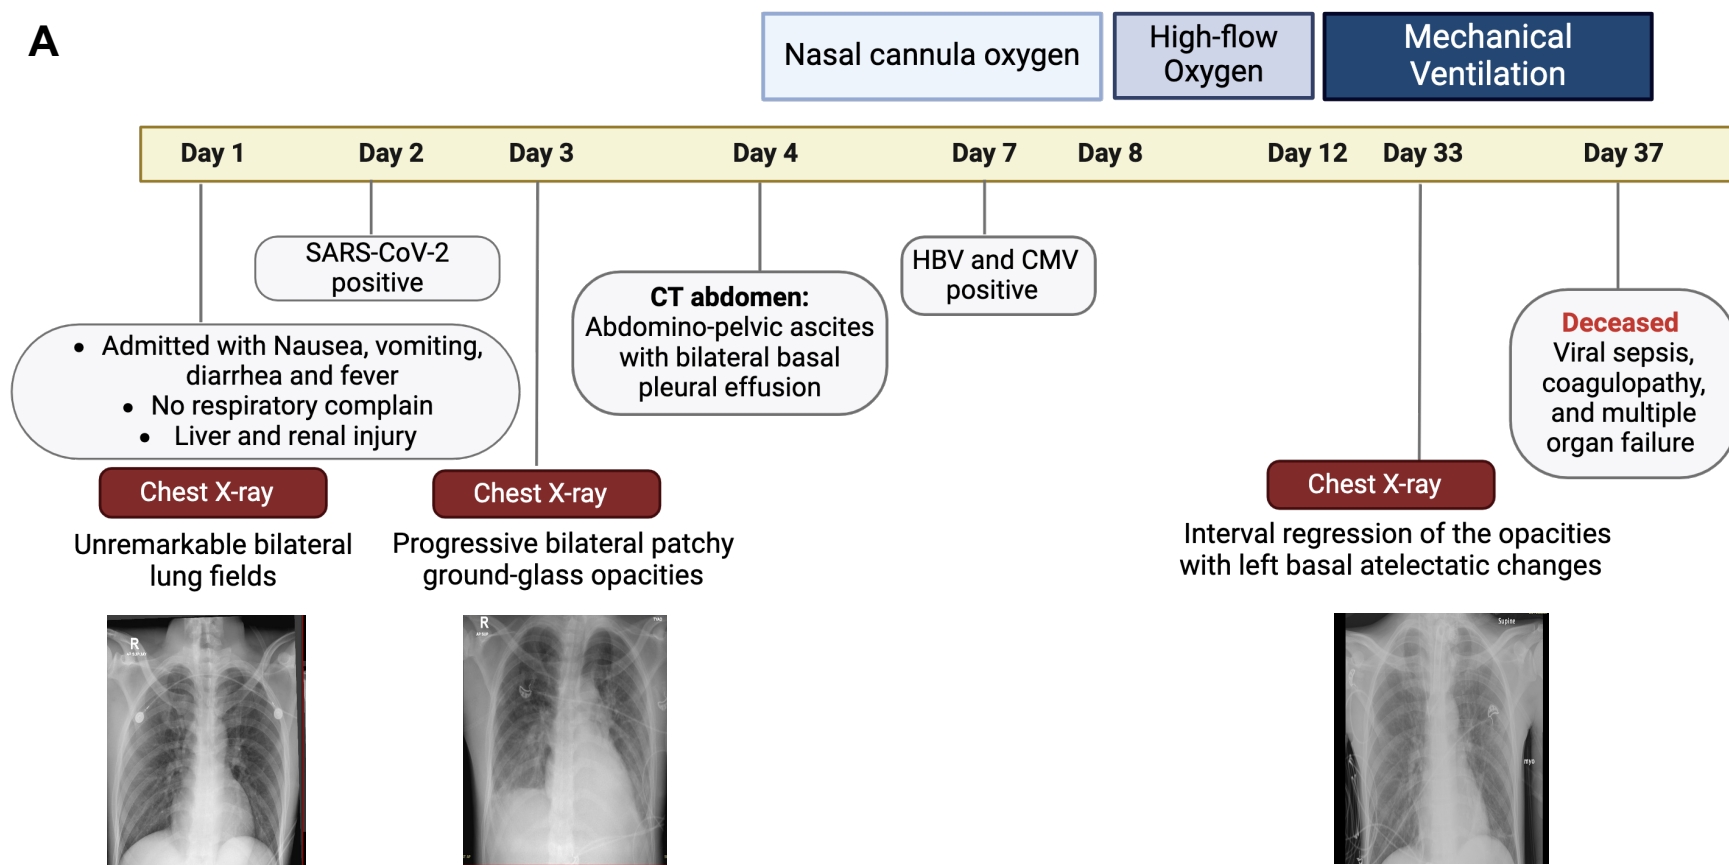 A
Nasal cannula oxygen
High-flow
Oxygen
Mechanical
Ventilation
Day 1 Day 2 Day 3 Day 4 Day 7 Day 8 Day 12 Day 33 Day 37
SARS-CoV-2
positive
• Admitted with Nausea, vomiting,
diarrhea and fever
• No respiratory complain
• Liver and renal injury
CT abdomen:
Abdomino-pelvic ascites
with bilateral basal
pleural effusion
HBV and CMV
positive
Deceased
Viral sepsis,
coagulopathy,
and multiple
organ failure
Chest X-ray
Unremarkable bilateral
lung fields
Chest X-ray
Progressive bilateral patchy
ground-glass opacities
Chest X-ray
Interval regression of the opacities
with left basal atelectatic changes
R
R
Supine